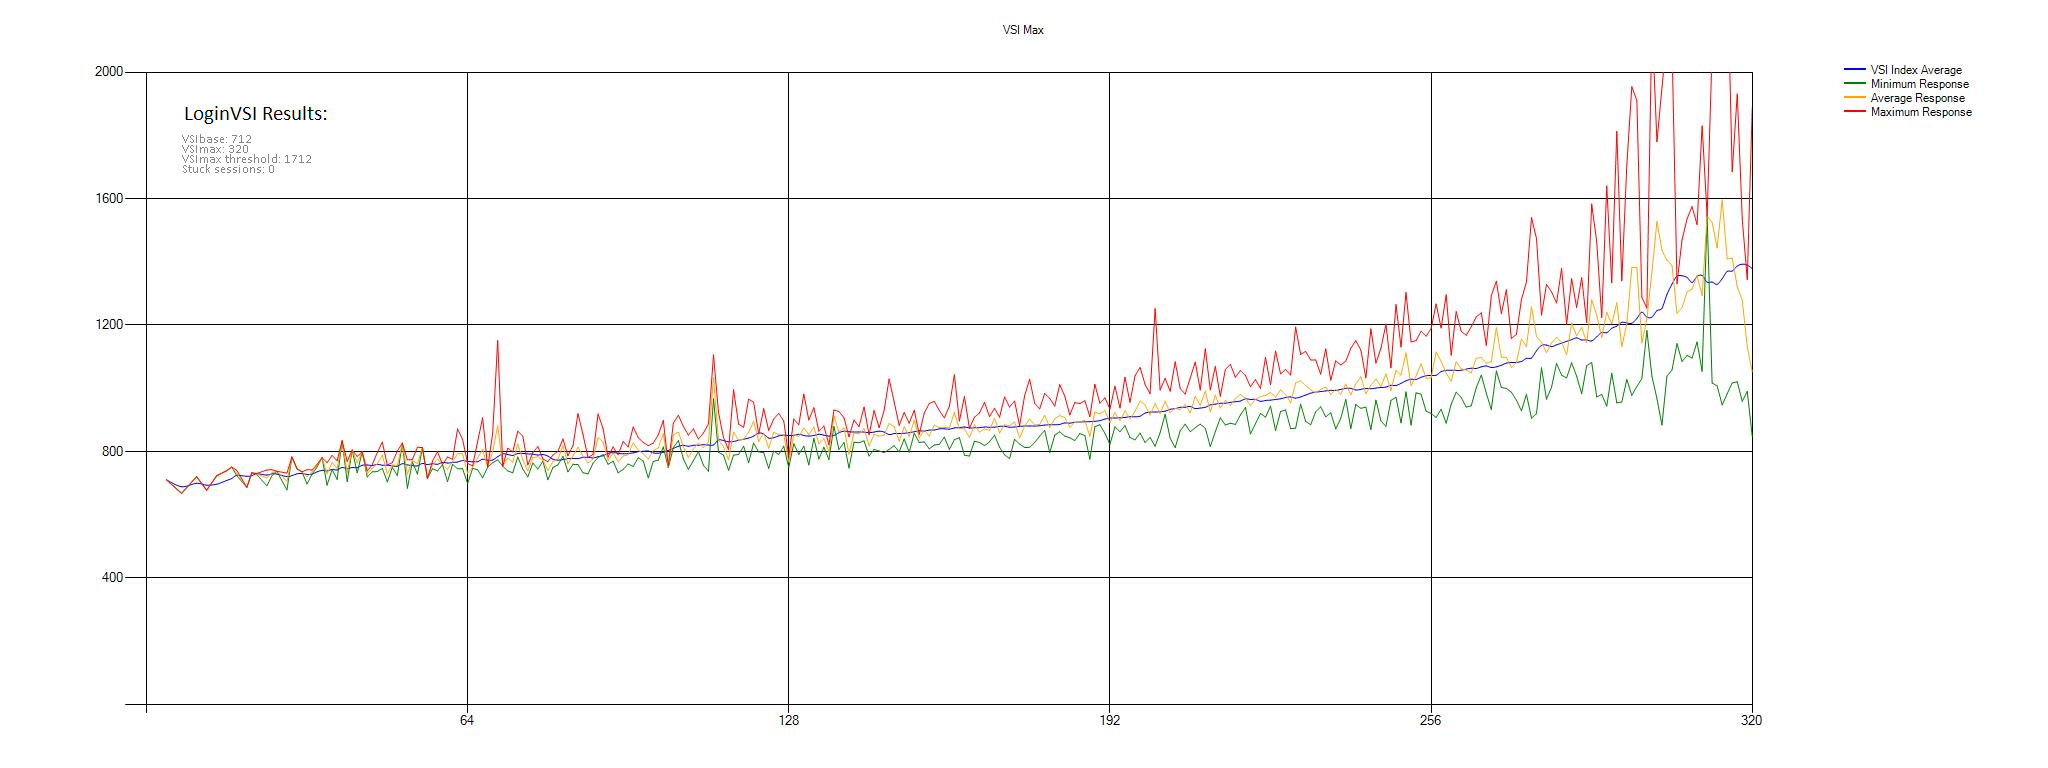 VSI Max
2000
1600
1200
800
400
64
128
192
256
320
LoginVSI Results:
VSIbase: 712
VSImax: 320
VSImax threshold: 1712
Stuck sessions: 0
VSI Index Average
Minimum Response
Average Response
Maximum Response